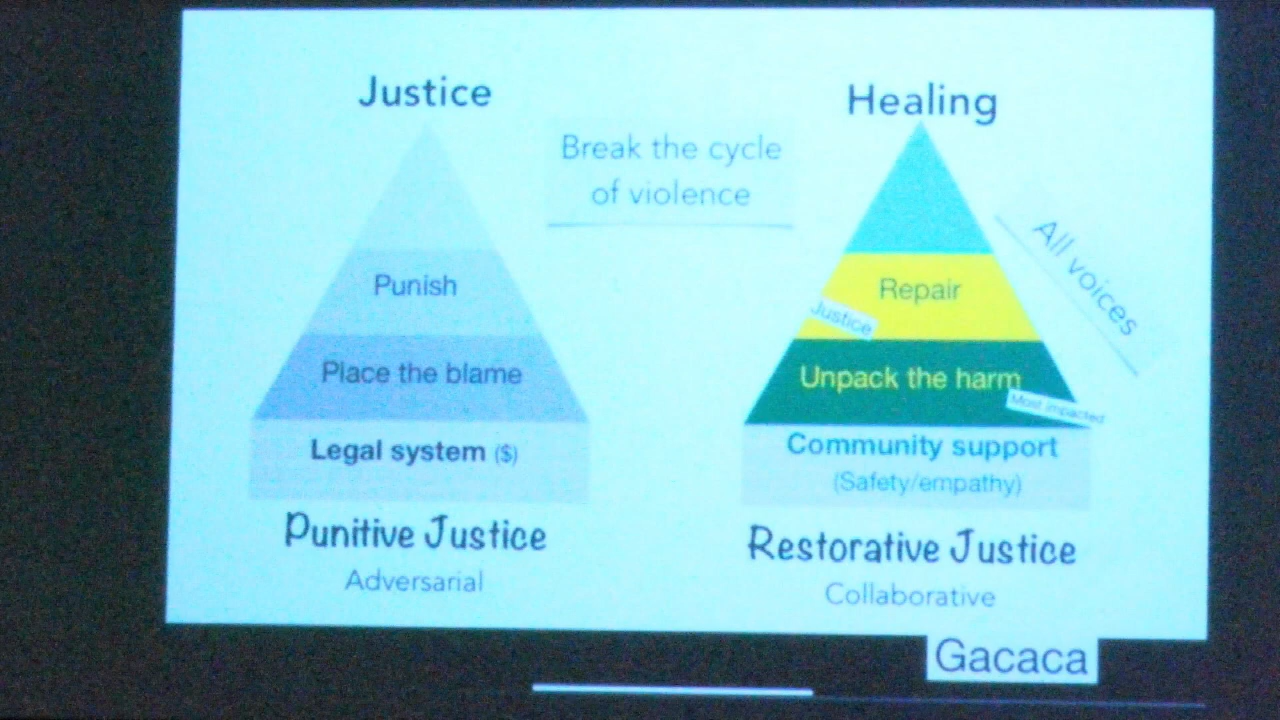 Justice
Punish
Place the blame
Legal system ($)
Punitive Justice
Adversarial
Break the cycle
of violence
Healing
All voices
Repair
Justice
Unpack the harm
Most impacted
Community support
(Safety/empathy)
Restorative Justice
Collaborative
Gacaca